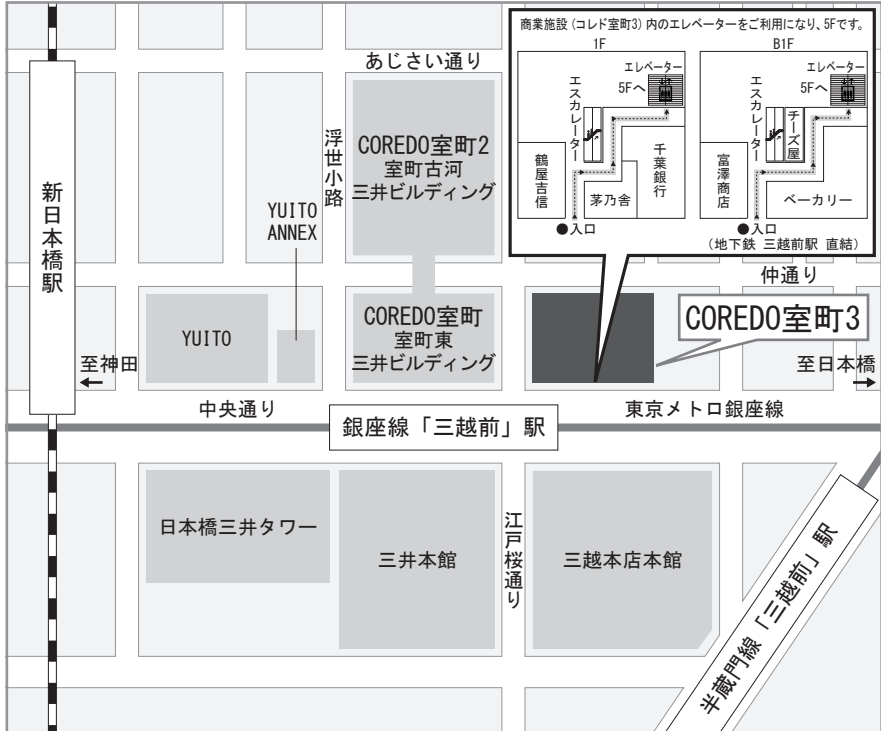 商業施設(コレド室町3)内のエレベーターをご利用になり、5Fです。
1F
エレベーター
5Fへ
エスカレーター
鶴屋吉信
茅乃舎
千葉銀行
●入口
B1F
エレベーター
5Fへ
エスカレーター
チーズ屋
富澤商店
ベーカリー
●入口
(地下鉄 三越前駅 直結)
あじさい通り
浮世小路
COREDO室町2
室町古河
三井ビルディング
新日本橋駅
YUITO
ANNEX
仲通り
YUITO
COREDO室町
室町東
三井ビルディング
COREDO室町3
至神田
←
至日本橋
→
中央通り
東京メトロ銀座線
銀座線「三越前」駅
日本橋三井タワー
三井本館
江戸桜通り
三越本店本館
半蔵門線「三越前」駅